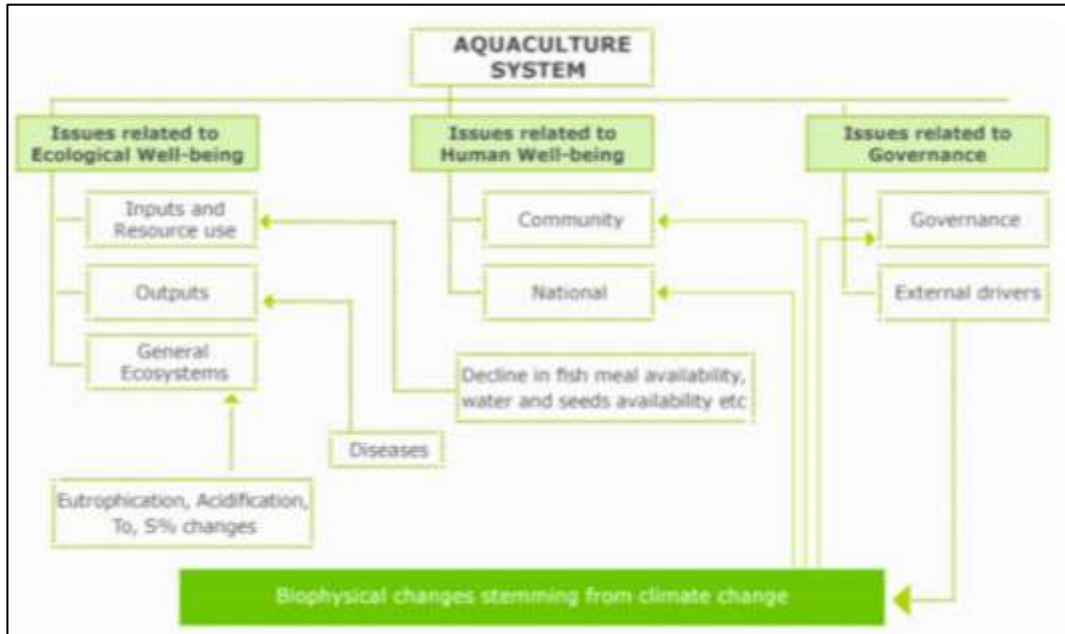 AQUACULTURE
SYSTEM
Issues related to
Ecological Well-being
Issues related to
Human Well-being
Issues related to
Governance
Inputs and
Resource use
Community
Governance
Outputs
National
External drivers
General
Ecosystems
Decline in fish meal availability,
water and seeds availability etc
Diseases
Eutrophication, Acidification,
To, S% changes
Biophysical changes stemming from climate change